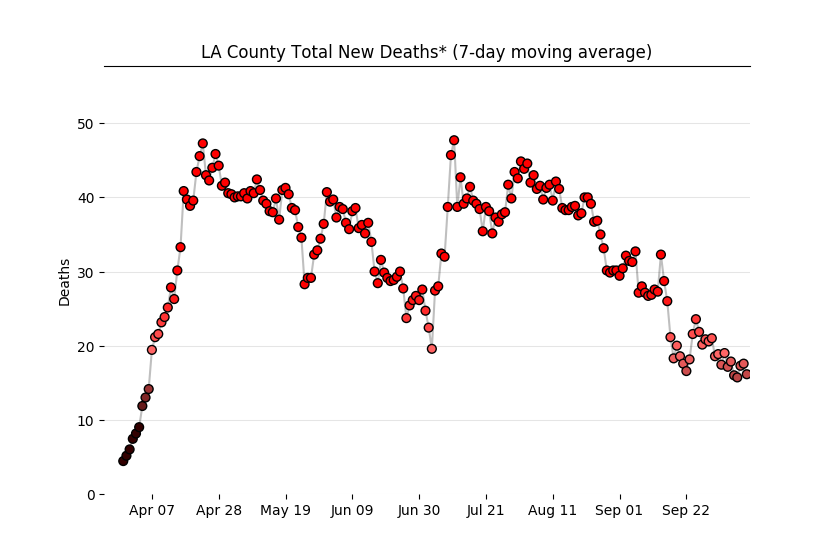 LA County Total New Deaths* (7-day moving average)
50
40
30
20
10
0
Deaths
Apr 07 Apr 28 May 19 Jun 09 Jun 30 Jul 21 Aug 11 Sep 01 Sep 22